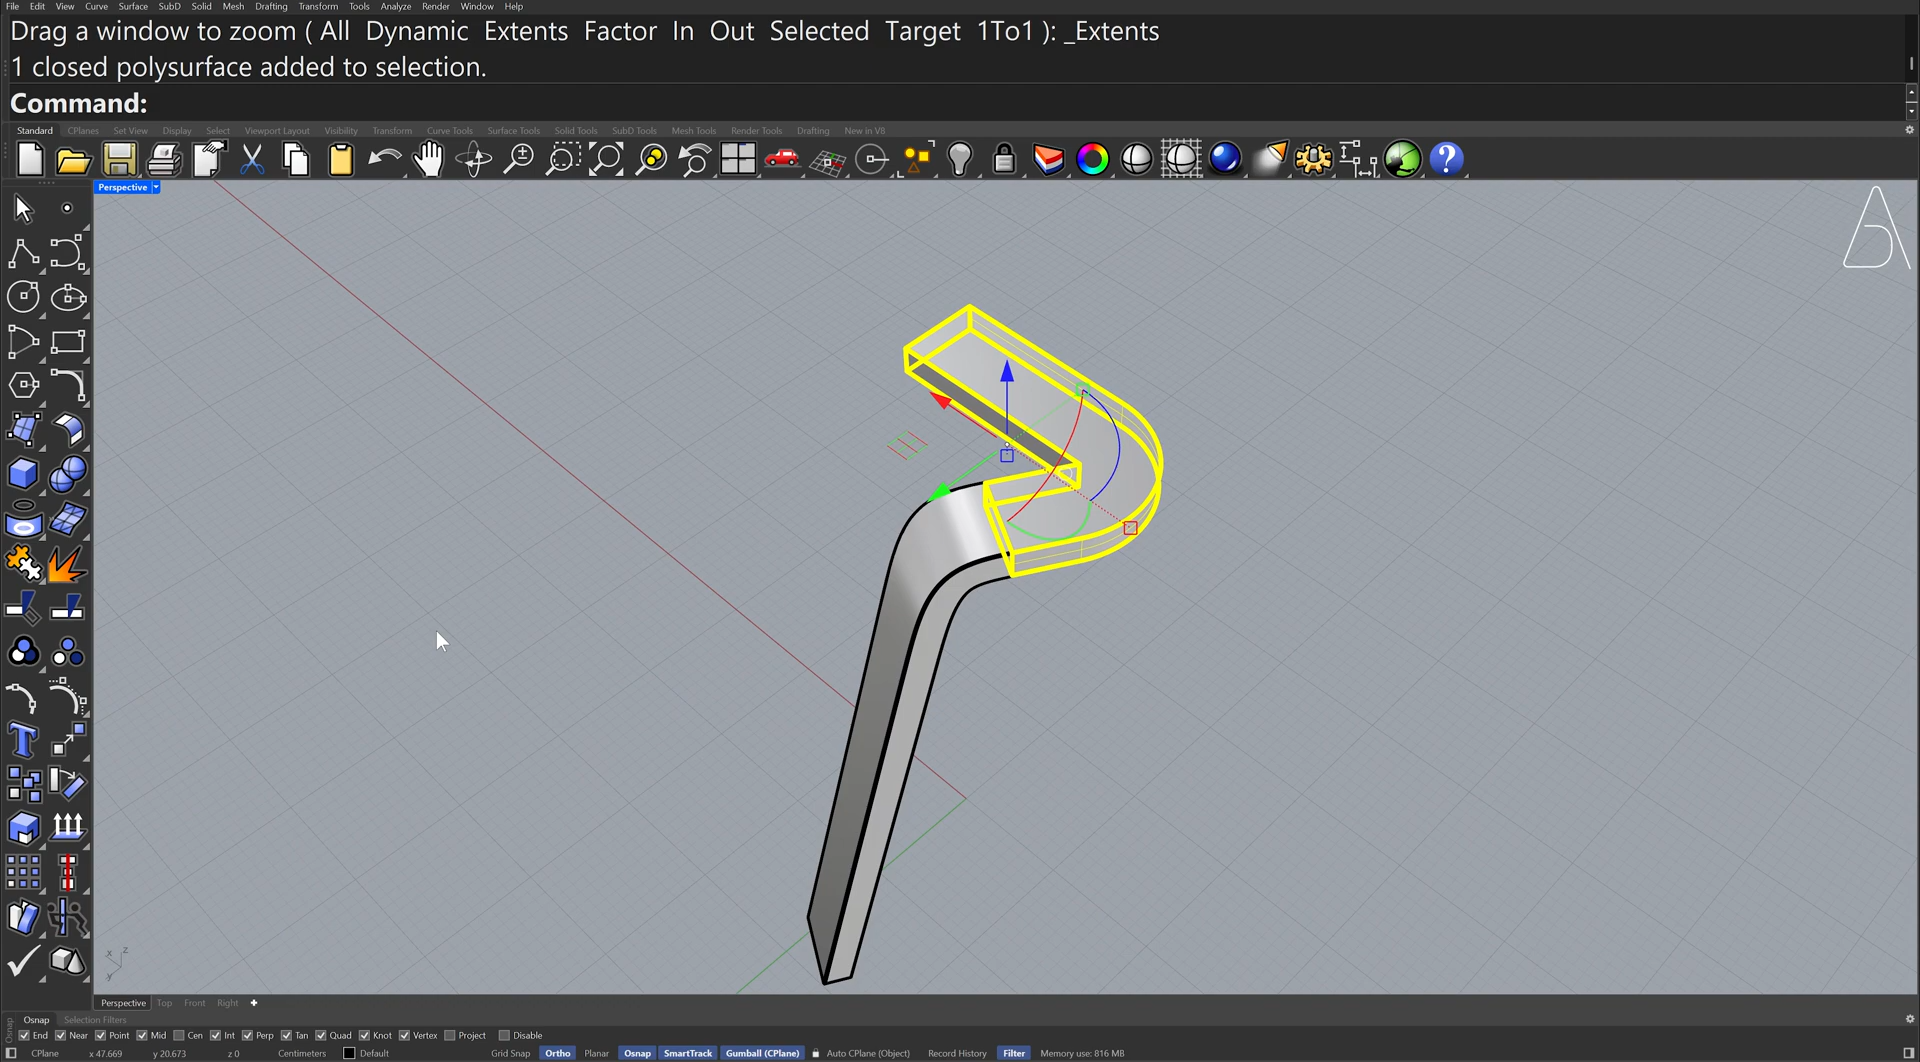 File Edit View Curve Surface SubD Solid Mesh Drafting Transform Tools Analyze Render Window Help
Drag a window to zoom ( All Dynamic Extents Factor In Out Selected Target 1To1 ): _Extents
1 closed polysurface added to selection.
Command:
Standard CPlanes Set View Display Select Viewport Layout Visibility Transform Curve Tools Surface Tools Solid Tools SubD Tools Mesh Tools Render Tools Drafting New in V8
Perspective
x z
y
Perspective Top Front Right
Osnap Selection Filters
Osnap
End Near Point Mid Cen Int Perp Tan Quad Knot Vertex Project Disable
CPlane x 47.669 y 20.673 z 0 Centimeters Default Grid Snap Ortho Planar Osnap SmartTrack Gumball (CPlane) Auto CPlane (Object) Record History Filter Memory use: 816 MB